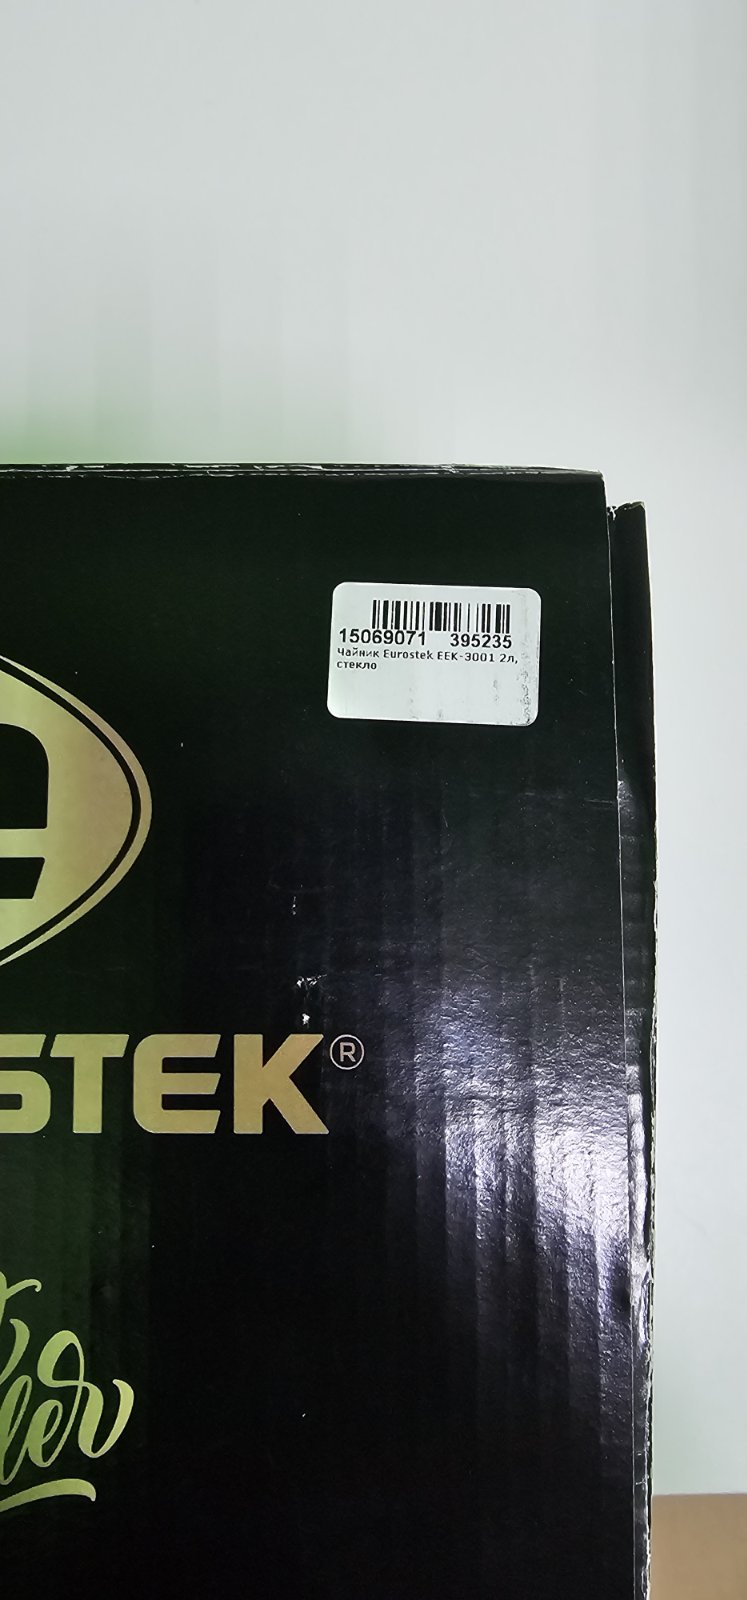 15069071 395235
Чайник Eurostek EEK-3001 2л,
стекло
STEK®